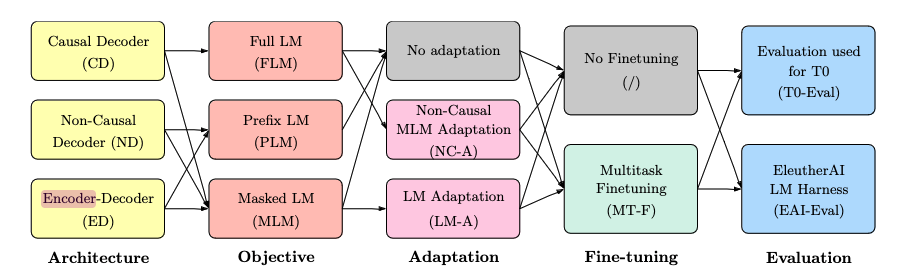 Causal Decoder
(CD)
Non-Causal
Decoder (ND)
Encoder-Decoder
(ED)
Architecture
Full LM
(FLM)
Prefix LM
(PLM)
Masked LM
(MLM)
Objective
No adaptation
Non-Causal
MLM Adaptation
(NC-A)
LM Adaptation
(LM-A)
Adaptation
No Finetuning
(/)
Multitask
Finetuning
(MT-F)
Fine-tuning
Evaluation used
for T0
(T0-Eval)
EleutherAI
LM Harness
(EAI-Eval)
Evaluation